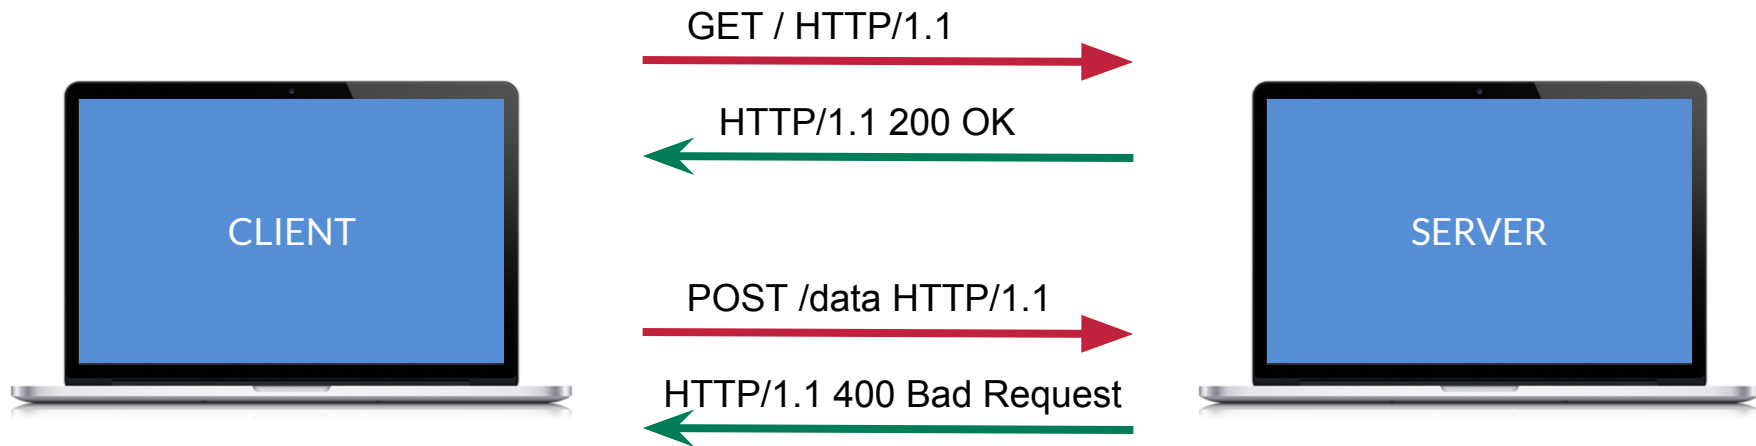 GET / HTTP/1.1
HTTP/1.1 200 OK
CLIENT
SERVER
POST /data HTTP/1.1
HTTP/1.1 400 Bad Request